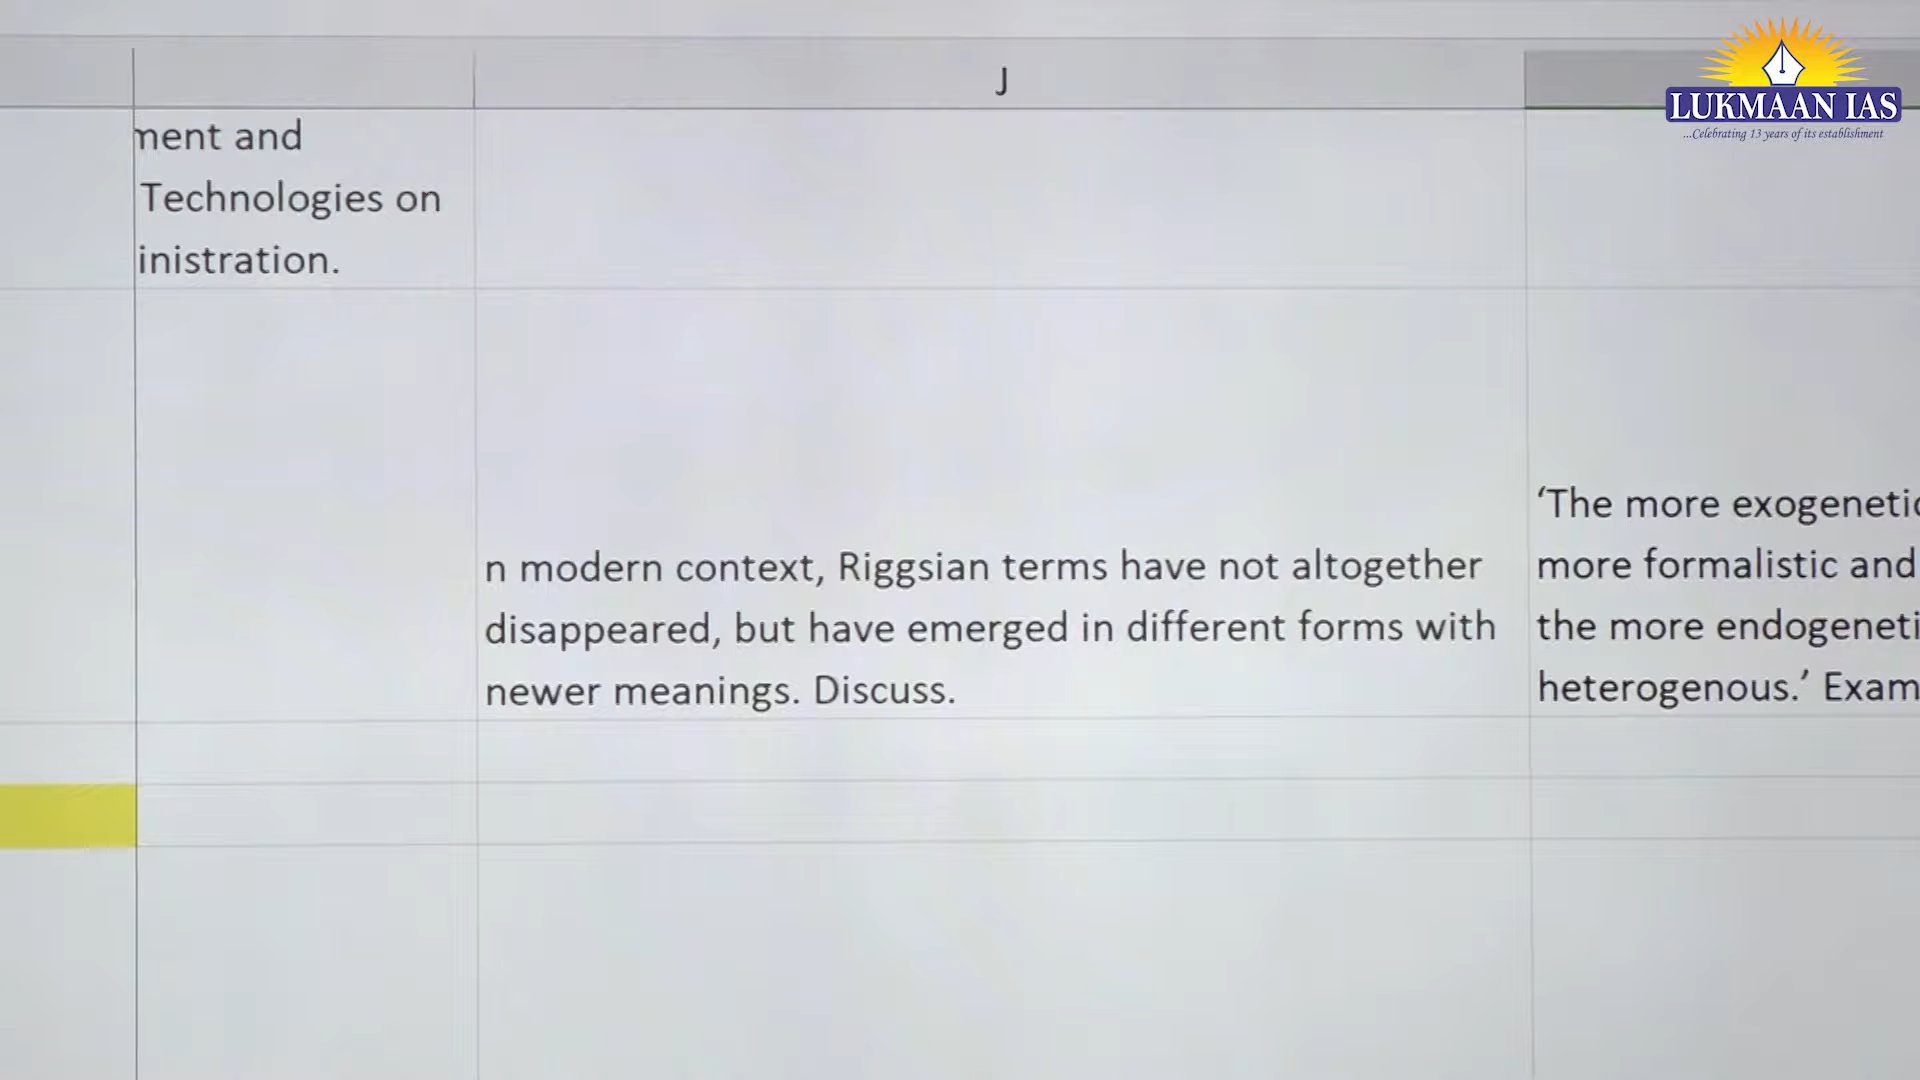 J
LUKMAAN IAS
...Celebrating 13 years of its establishment
ment and
Technologies on
inistration.
n modern context, Riggsian terms have not altogether
disappeared, but have emerged in different forms with
newer meanings. Discuss.
‘The more exogenetic
more formalistic and
the more endogeneti
heterogenous.’ Exam